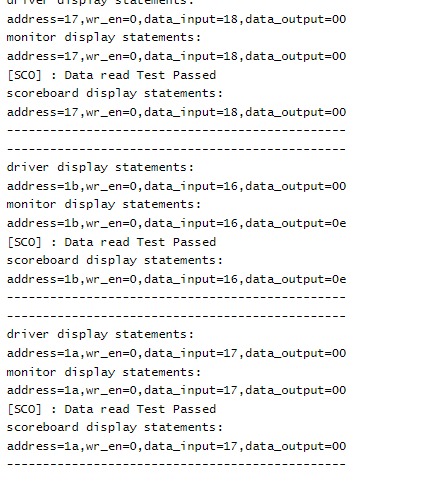 driver display statements:
address=17,wr_en=0,data_input=18,data_output=00
monitor display statements:
address=17,wr_en=0,data_input=18,data_output=00
[SCO] : Data read Test Passed
scoreboard display statements:
address=17,wr_en=0,data_input=18,data_output=00
-----------------------------------------------
-----------------------------------------------
driver display statements:
address=1b,wr_en=0,data_input=16,data_output=00
monitor display statements:
address=1b,wr_en=0,data_input=16,data_output=0e
[SCO] : Data read Test Passed
scoreboard display statements:
address=1b,wr_en=0,data_input=16,data_output=0e
-----------------------------------------------
-----------------------------------------------
driver display statements:
address=1a,wr_en=0,data_input=17,data_output=00
monitor display statements:
address=1a,wr_en=0,data_input=17,data_output=00
[SCO] : Data read Test Passed
scoreboard display statements:
address=1a,wr_en=0,data_input=17,data_output=00
-----------------------------------------------